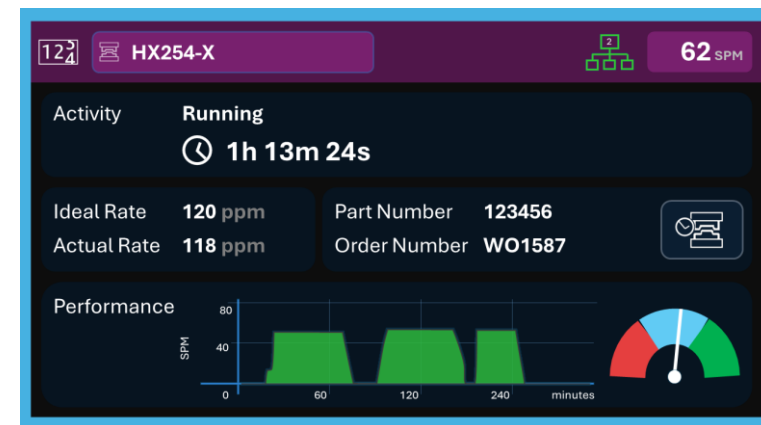 123
4
HX254-X
2
62 SPM
Activity
Running
1h 13m 24s
Ideal Rate 120 ppm
Actual Rate 118 ppm
Part Number 123456
Order Number WO1587
Performance
SPM
80
40
0 60 120 240 minutes